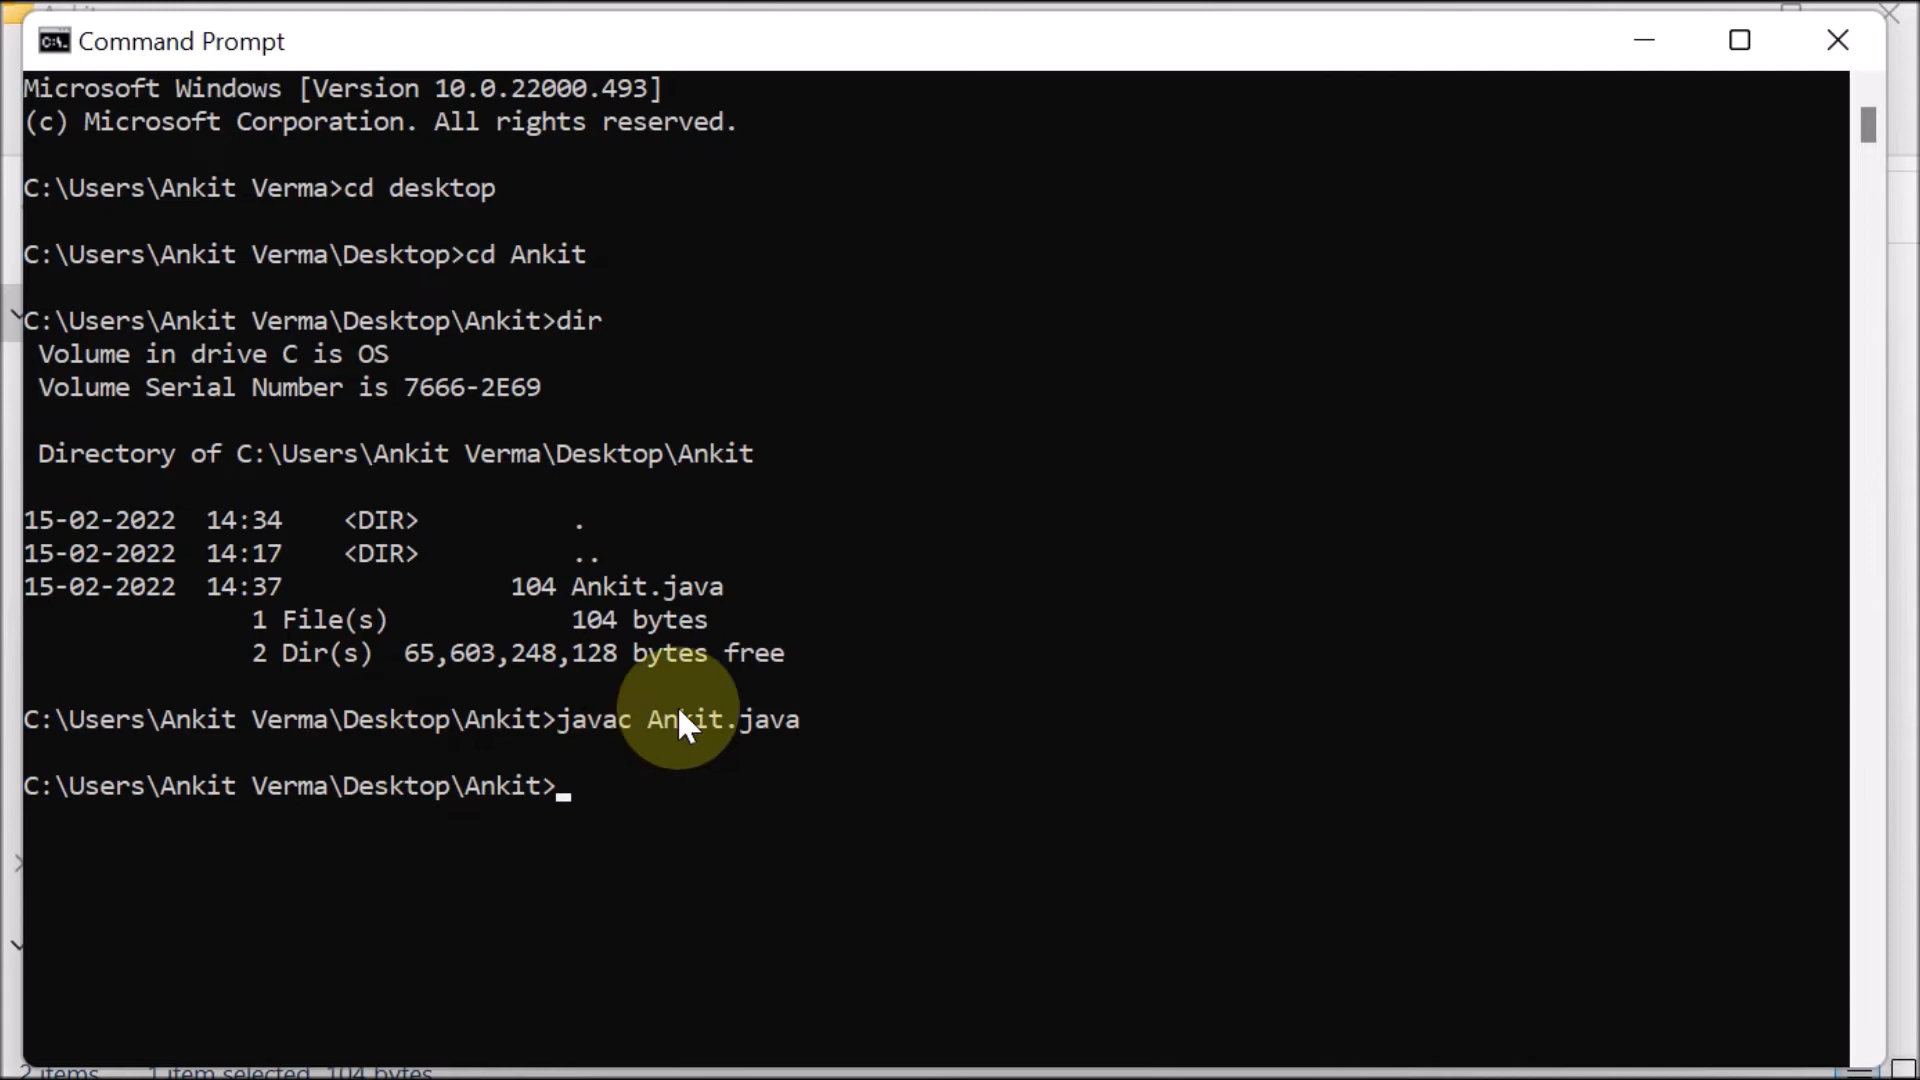 Command Prompt
Microsoft Windows [Version 10.0.22000.493]
(c) Microsoft Corporation. All rights reserved.
C:\Users\Ankit Verma>cd desktop
C:\Users\Ankit Verma\Desktop>cd Ankit
C:\Users\Ankit Verma\Desktop\Ankit>dir
Volume in drive C is OS
Volume Serial Number is 7666-2E69
Directory of C:\Users\Ankit Verma\Desktop\Ankit
15-02-2022 14:34 <DIR> .
15-02-2022 14:17 <DIR> ..
15-02-2022 14:37 104 Ankit.java
1 File(s) 104 bytes
2 Dir(s) 65,603,248,128 bytes free
C:\Users\Ankit Verma\Desktop\Ankit>javac Ankit.java
C:\Users\Ankit Verma\Desktop\Ankit>
2 items 1 item selected 104 bytes